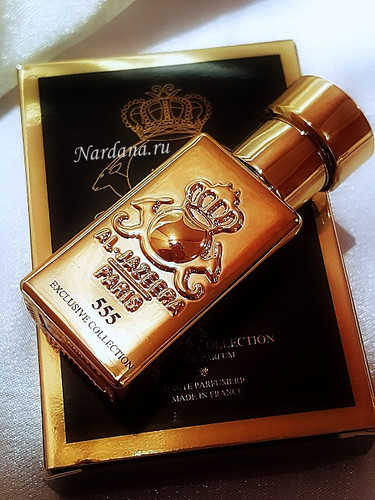 Nardana.ru
AL-JAZEERA
PARIS
555
EXCLUSIVE COLLECTION
COLLECTION
PARFUM
HAUTE PARFUMERIE
MADE IN FRANCE